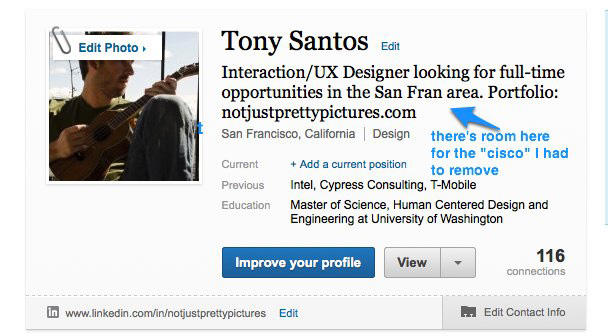 Edit Photo ›
Tony Santos Edit
Interaction/UX Designer looking for full-time
opportunities in the San Fran area. Portfolio:
notjustprettypictures.com
San Francisco, California | Design
there's room here
for the "cisco" I had
to remove
t
Current + Add a current position
Previous Intel, Cypress Consulting, T-Mobile
Education Master of Science, Human Centered Design and
Engineering at University of Washington
Improve your profile View
116
connections
in www.linkedin.com/in/notjustprettypictures Edit
Edit Contact Info